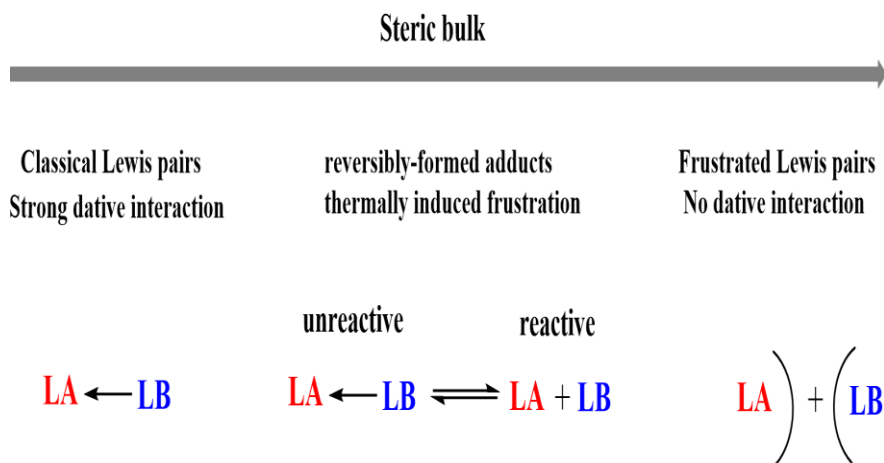 Steric bulk
Classical Lewis pairs
Strong dative interaction
reversibly-formed adducts
thermally induced frustration
Frustrated Lewis pairs
No dative interaction
unreactive
reactive
LA LB
LA LB LA + LB
LA + LB